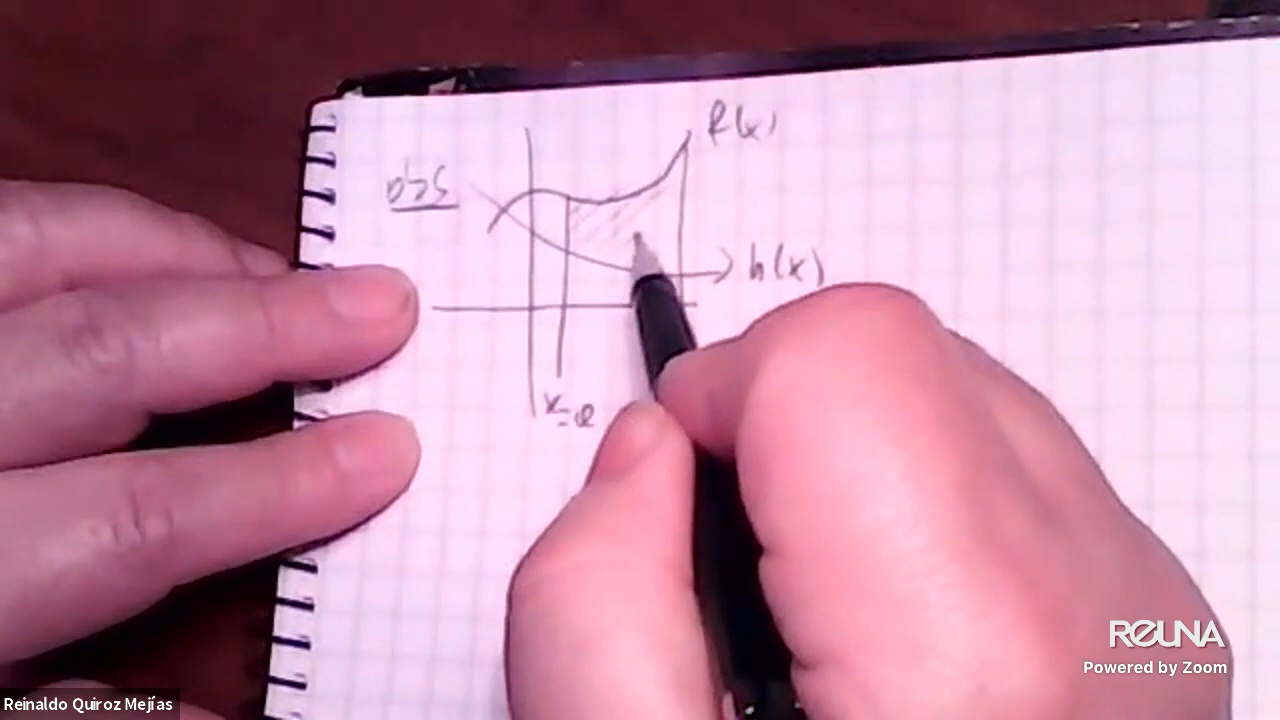 f(x)
obs
h(x)
x=a
REUNA
Powered by Zoom
Reinaldo Quiroz Mejías